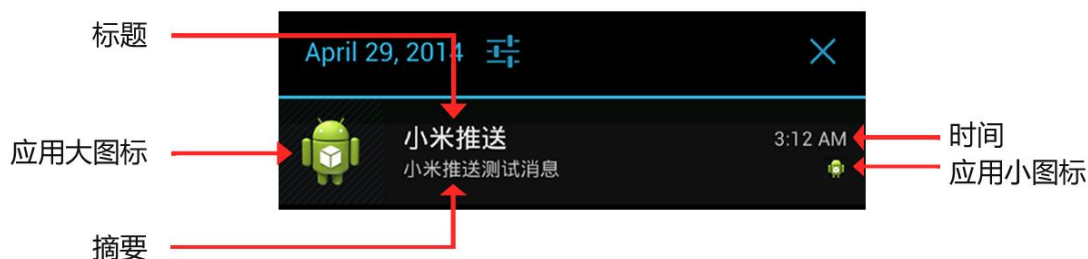 标题
April 29, 2014
小米推送
3:12 AM
时间
应用大图标
小米推送测试消息
应用小图标
摘要